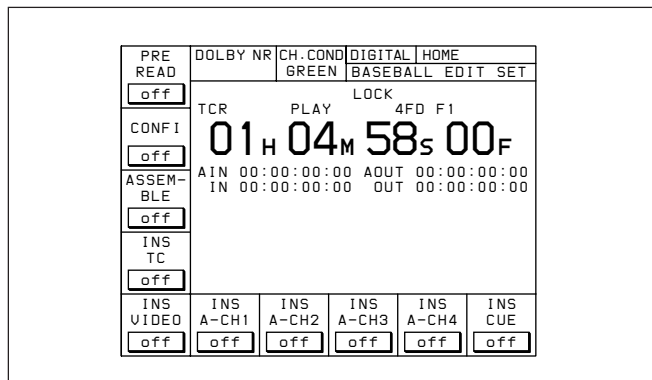 PRE
READ
off
DOLBY NR
CH.COND
GREEN
DIGITAL
HOME
BASEBALL EDIT SET
LOCK
TCR PLAY 4FD F1
01H 04M 58S 00F
AIN 00:00:00:00 AOUT 00:00:00:00
IN 00:00:00:00 OUT 00:00:00:00
CONFI
off
ASSEM-
BLE
off
INS
TC
off
INS
VIDEO
off
INS
A-CH1
off
INS
A-CH2
off
INS
A-CH3
off
INS
A-CH4
off
INS
CUE
off